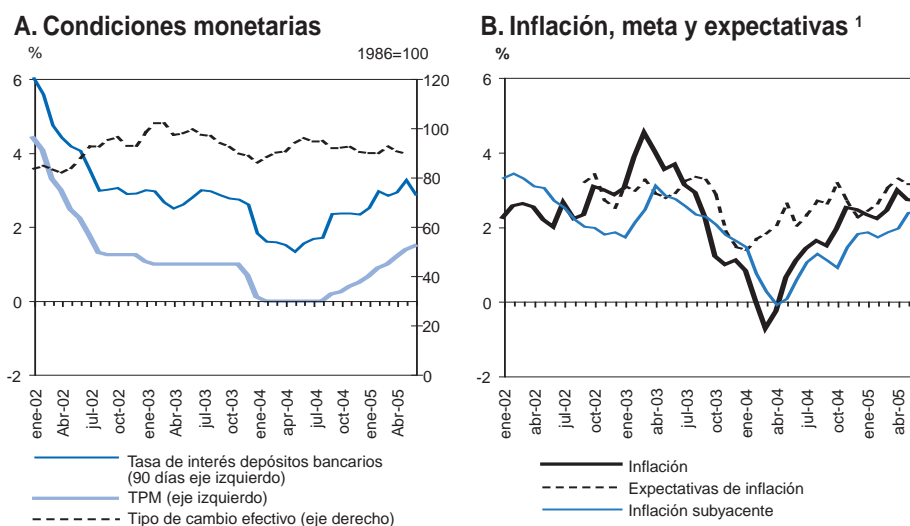 A. Condiciones monetarias
%
1986=100
6
4
2
0
-2
120
100
80
60
40
20
0
ene-02
Abr-02
jul-02
oct-02
ene-03
Abr-03
jul-03
oct-03
ene-04
apr-04
jul-04
oct-04
ene-05
Abr-05
Tasa de interés depósitos bancarios
(90 días eje izquierdo)
TPM (eje izquierdo)
Tipo de cambio efectivo (eje derecho)
B. Inflación, meta y expectativas 1
%
6
4
2
0
-2
ene-02
abr-02
jul-02
oct-02
ene-03
abr-03
jul-03
oct-03
ene-04
abr-04
jul-04
oct-04
ene-05
abr-05
Inflación
Expectativas de inflación
Inflación subyacente